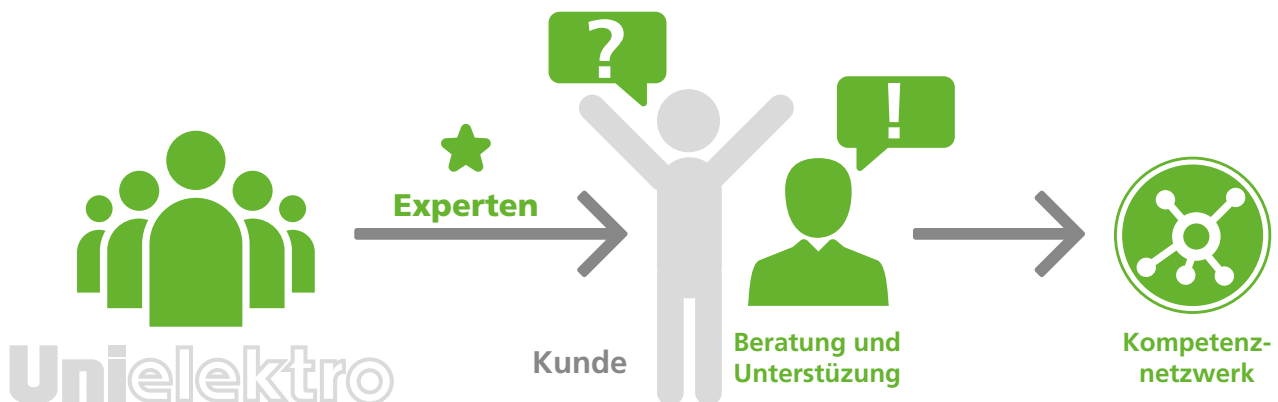 ?
!
Experten
Unielektro
Kunde
Beratung und
Unterstüzung
Kompetenz-
netzwerk